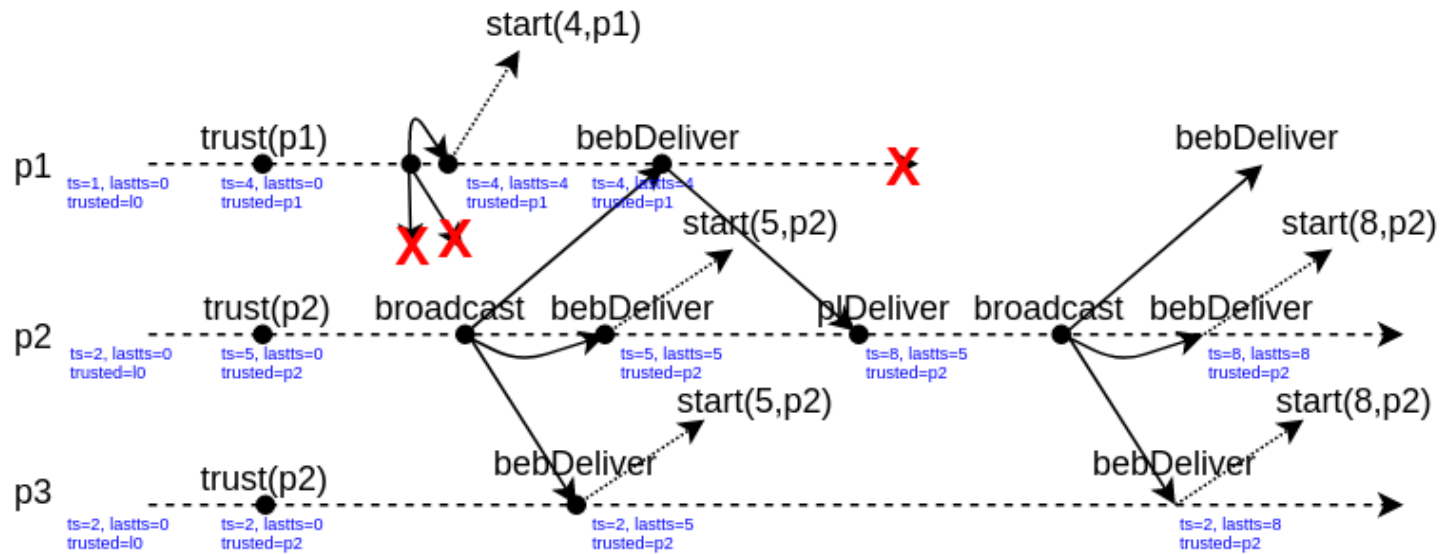 start(4,p1)
trust(p1)
bebDeliver
bebDeliver
p1
ts=1, lastts=0
trusted=l0
ts=4, lastts=0
trusted=p1
ts=4, lastts=4
trusted=p1
ts=4, lastts=4
trusted=p1
X
X
X
start(5,p2)
start(8,p2)
trust(p2)
broadcast
bebDeliver
plDeliver
broadcast
bebDeliver
p2
ts=2, lastts=0
trusted=l0
ts=5, lastts=0
trusted=p2
ts=5, lastts=5
trusted=p2
ts=8, lastts=5
trusted=p2
ts=8, lastts=8
trusted=p2
start(5,p2)
start(8,p2)
trust(p2)
bebDeliver
bebDeliver
p3
ts=2, lastts=0
trusted=l0
ts=2, lastts=0
trusted=p2
ts=2, lastts=5
trusted=p2
ts=2, lastts=8
trusted=p2